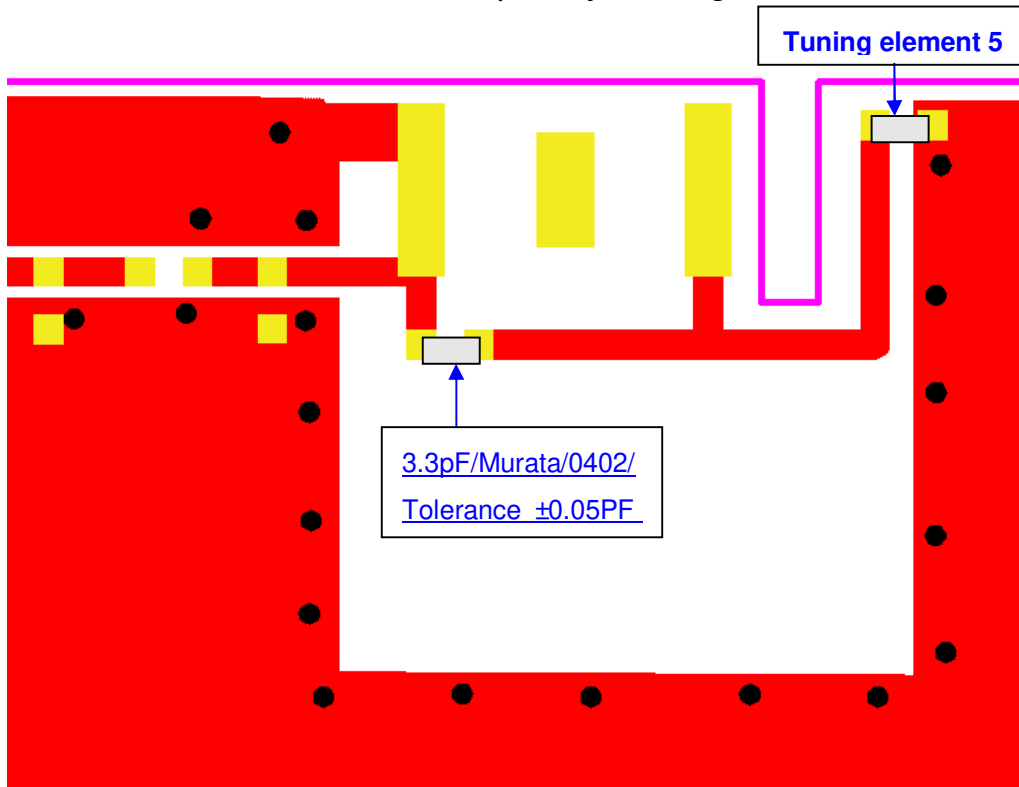 Tuning element 5
3.3pF/Murata/0402/
Tolerance ±0.05PF